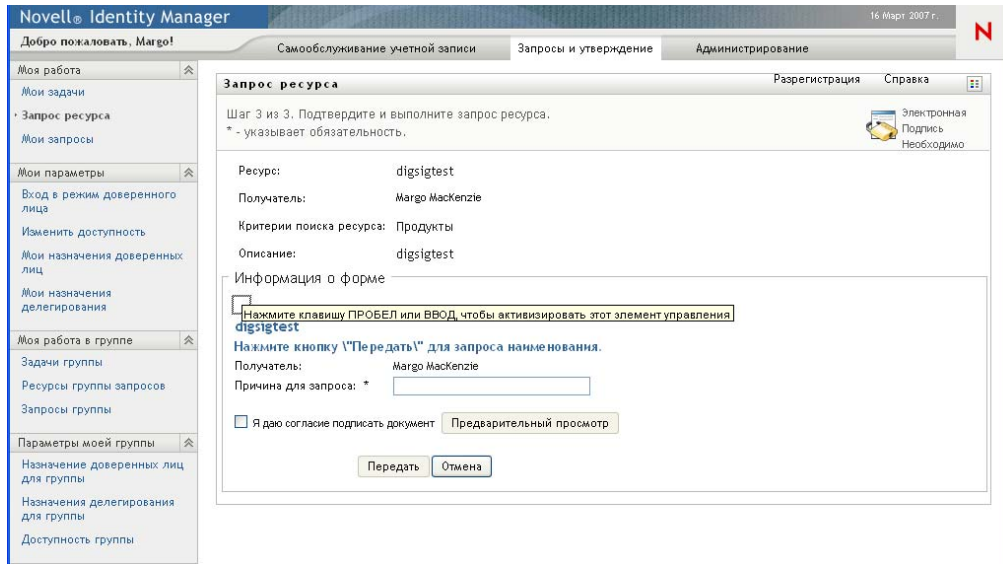 Novell® Identity Manager
16 Март 2007 г.
Добро пожаловать, Margo!
Самообслуживание учетной записи
Запросы и утверждение
Администрирование
N
Моя работа
Мои задачи
Запрос ресурса
Мои запросы
Мои параметры
Вход в режим доверенного
лица
Изменить доступность
Мои назначения доверенных
лиц
Мои назначения
делегирования
Моя работа в группе
Задачи группы
Ресурсы группы запросов
Запросы группы
Параметры моей группы
Назначение доверенных лиц
для группы
Назначения делегирования
для группы
Доступность группы
Запрос ресурса
Разрегистрация
Справка
Шаг 3 из 3. Подтвердите и выполните запрос ресурса.
* - указывает обязательность.
Электронная
Подпись
Необходимо
Ресурс: digsigtest
Получатель: Margo MacKenzie
Критерии поиска ресурса: Продукты
Описание: digsigtest
Информация о форме
Нажмите клавишу ПРОБЕЛ или ВВОД, чтобы активизировать этот элемент управления
digsigtest
Нажмите кнопку \"Передать\" для запроса наименования.
Получатель: Margo MacKenzie
Причина для запроса: *
Я даю согласие подписать документ
Предварительный просмотр
Передать
Отмена